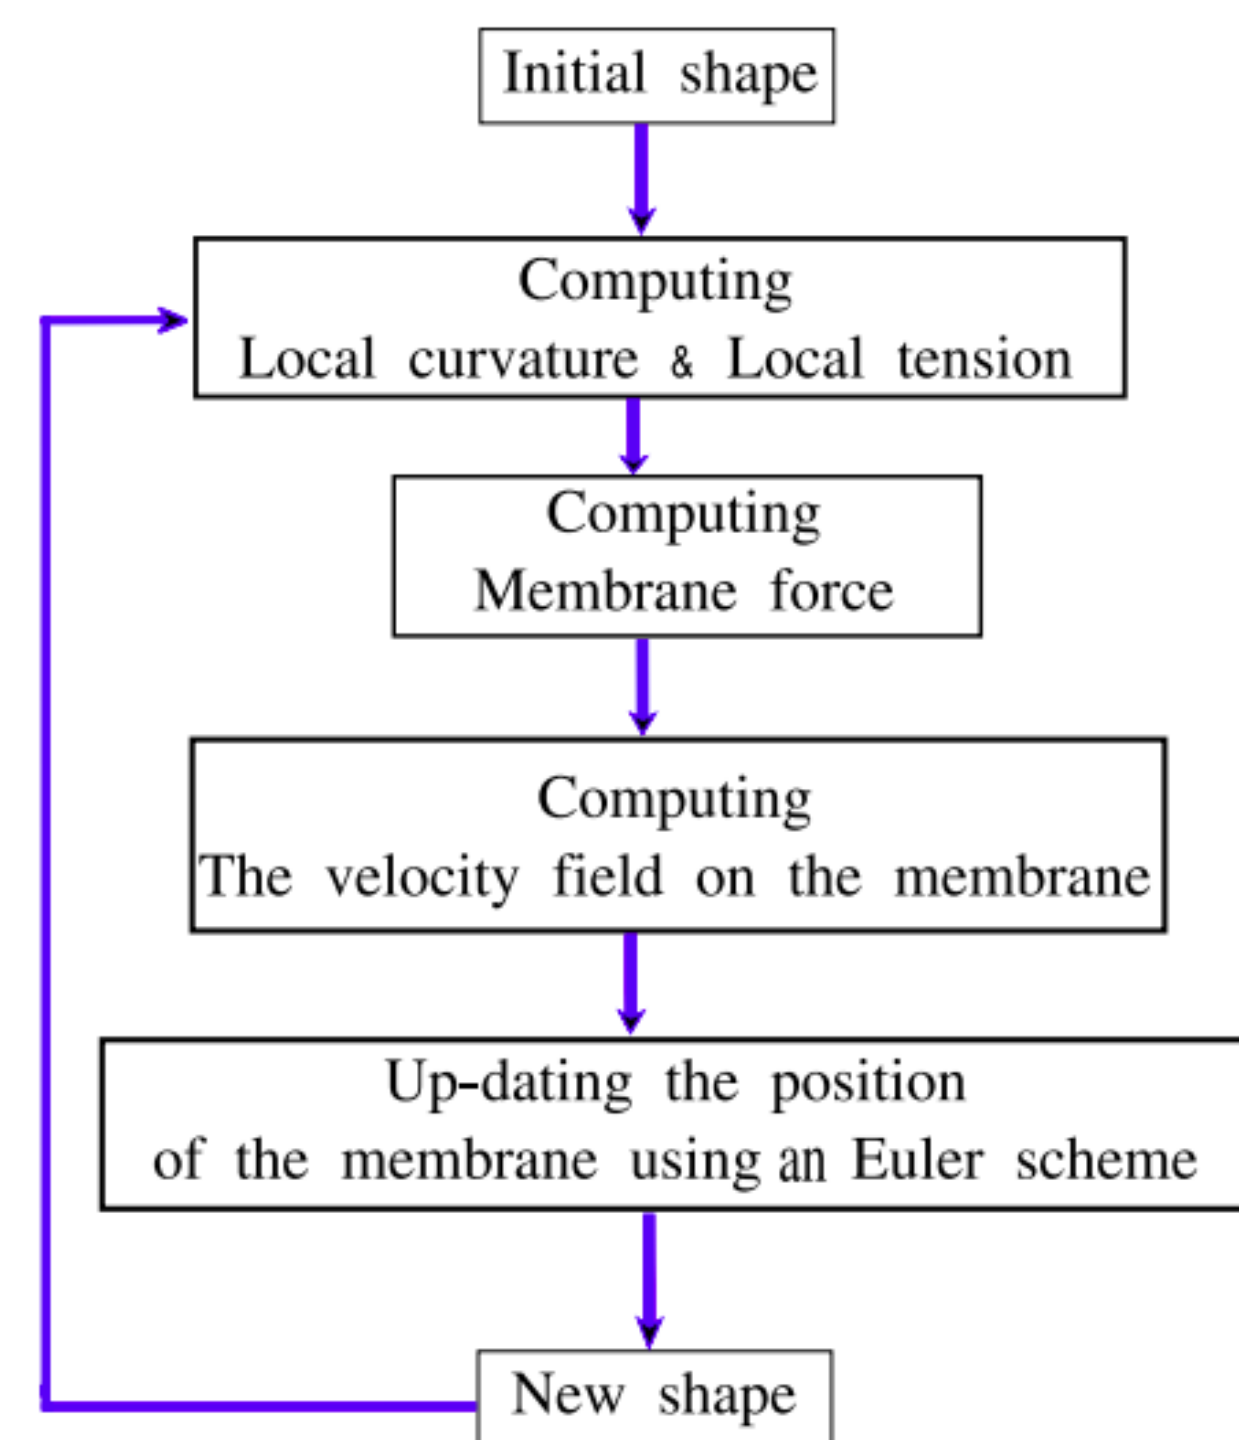 Initial shape
Computing
Local curvature & Local tension
Computing
Membrane force
Computing
The velocity field on the membrane
Up-dating the position
of the membrane using an Euler scheme
New shape